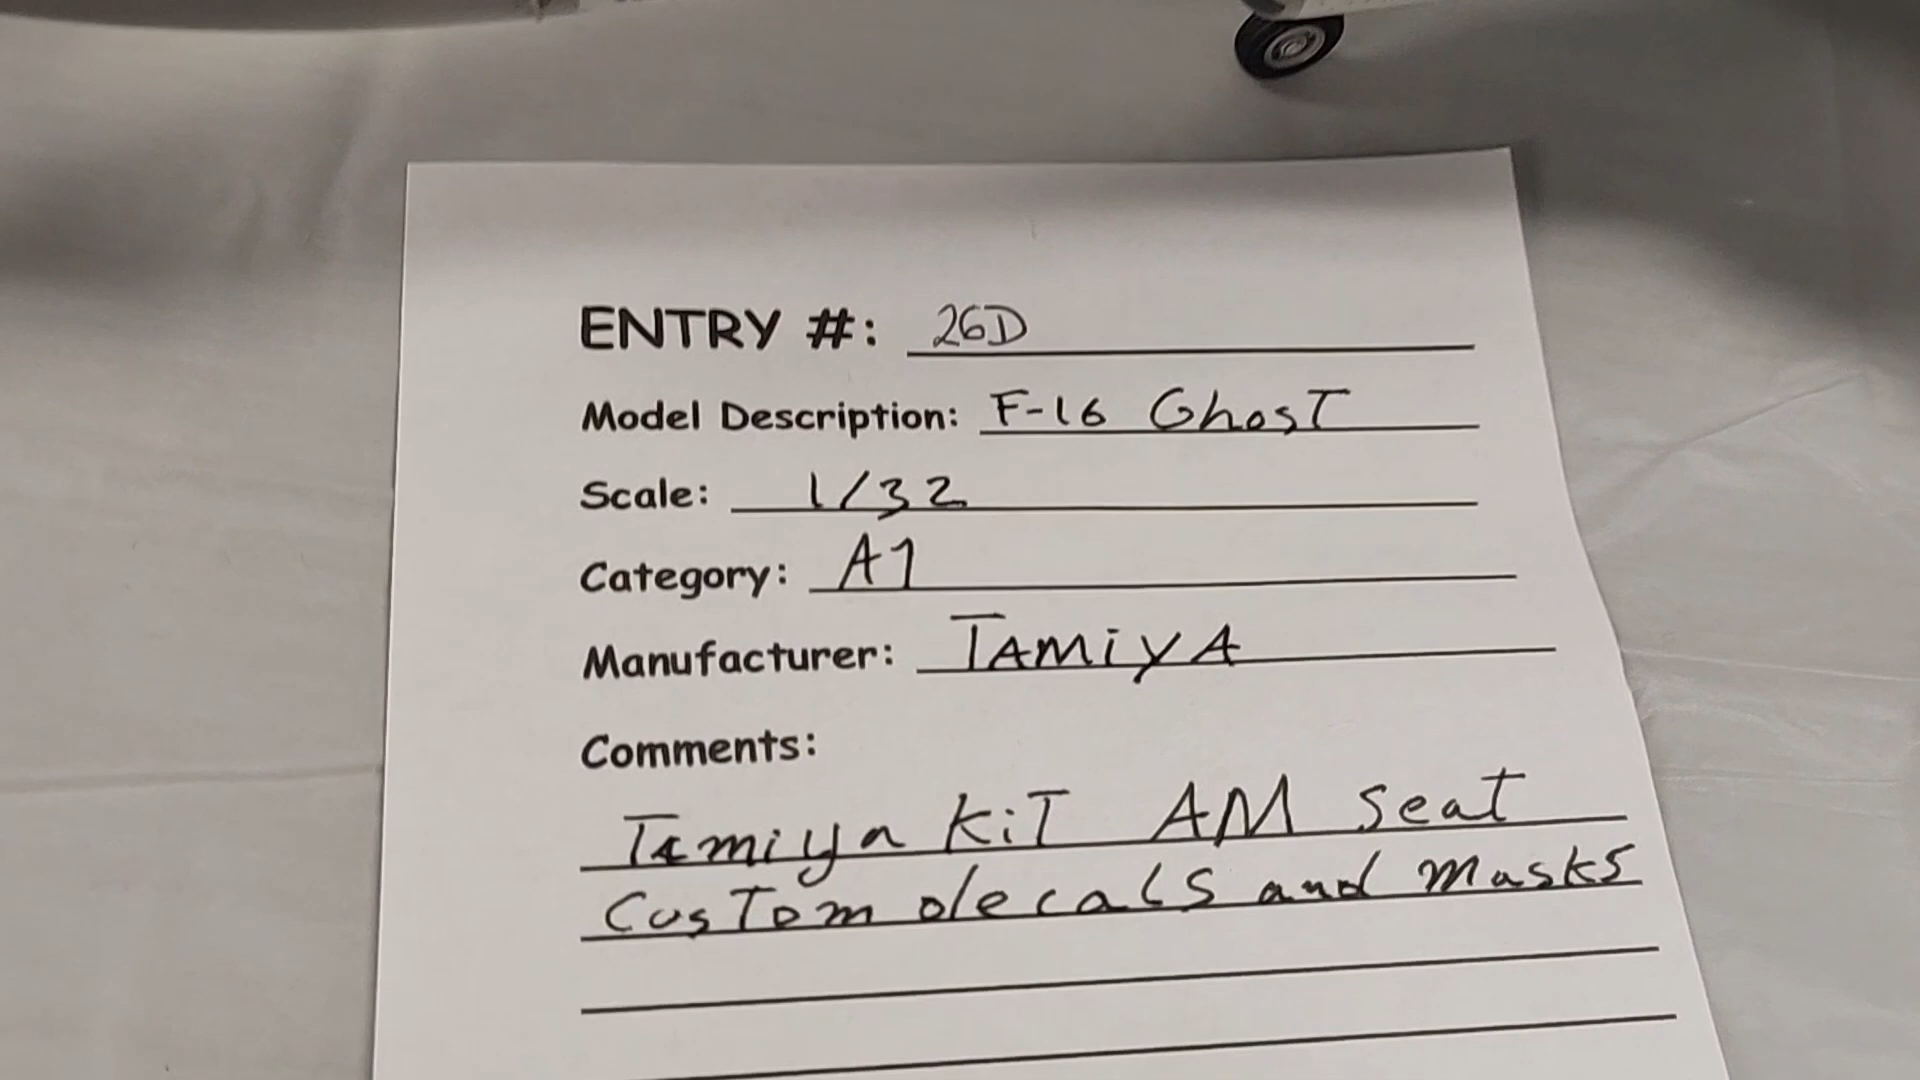 ENTRY #: 26D
Model Description: F-16 GhosT
Scale: 1/32
Category: A1
Manufacturer: TAMiYA
Comments:
Tamiya KiT AM seat
CusTom decals and masks